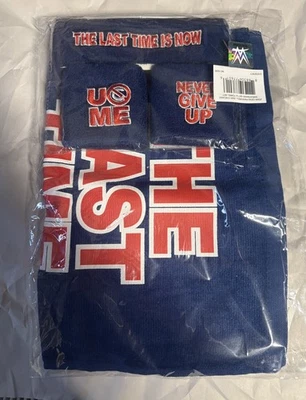 THE LAST TIME IS NOW
U
ME
NEVER
GIVE
UP
THE
LAST
TIME